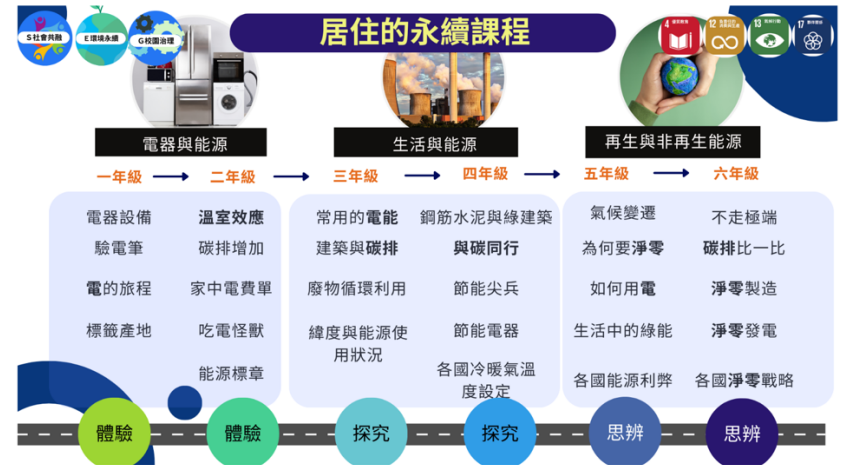 S社會共融
E環境永續
G校園治理
居住的永續課程
4
12
13
17
電器與能源
生活與能源
再生與非再生能源
一年級
二年級
三年級
四年級
五年級
六年級
電器設備
驗電筆
電的旅程
標籤產地
溫室效應
碳排增加
家中電費單
吃電怪獸
能源標章
常用的電能
建築與碳排
廢物循環利用
緯度與能源使
用狀況
鋼筋水泥與綠建築
與碳同行
節能尖兵
節能電器
各國冷暖氣溫
度設定
氣候變遷
為何要淨零
如何用電
生活中的綠能
各國能源利弊
不走極端
碳排比一比
淨零製造
淨零發電
各國淨零戰略
體驗
體驗
探究
探究
思辨
思辨